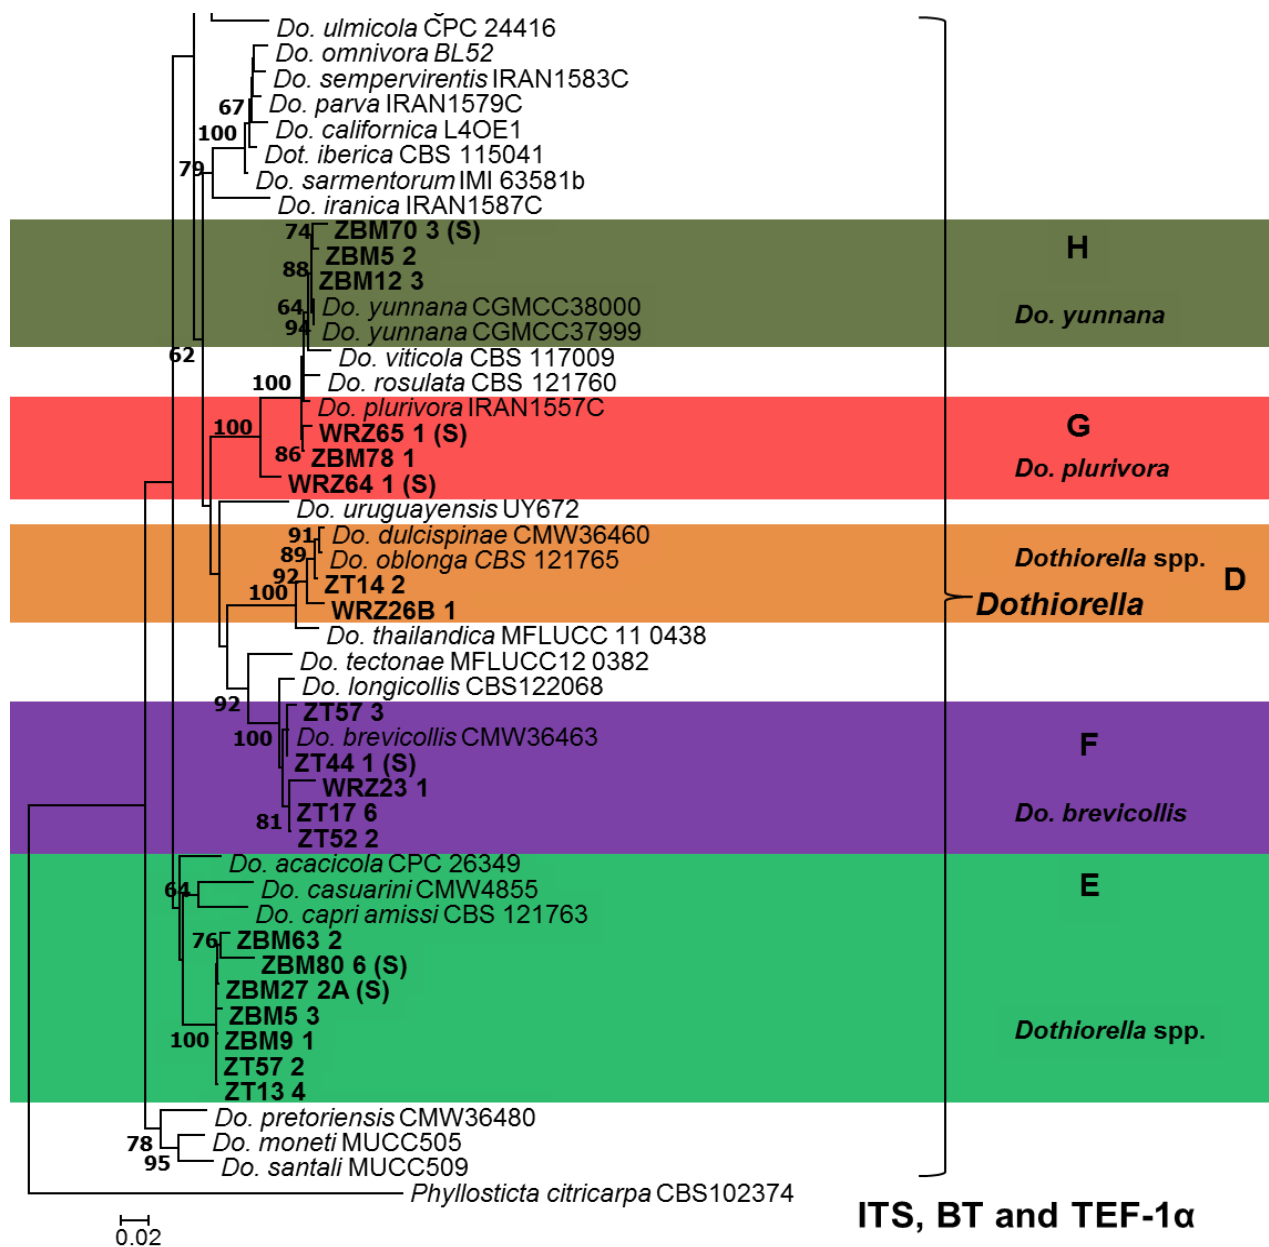 Do. ulmicola CPC 24416
Do. omnivora BL52
Do. sempervirentis IRAN1583C
67
Do. parva IRAN1579C
100
Do. californica L4OE1
Dot. iberica CBS 115041
79
Do. sarmentorum IMI 63581b
Do. iranica IRAN1587C
74
ZBM70 3 (S)
H
ZBM5 2
88
ZBM12 3
64
Do. yunnana CGMCC38000
Do. yunnana
94
Do. yunnana CGMCC37999
62
Do. viticola CBS 117009
100
Do. rosulata CBS 121760
Do. plurivora IRAN1557C
100
WRZ65 1 (S)
G
86
ZBM78 1
Do. plurivora
WRZ64 1 (S)
Do. uruguayensis UY672
91
Do. dulcispinae CMW36460
89
Do. oblonga CBS 121765
Dothiorella spp.
92
ZT14 2
D
100
WRZ26B 1
Dothiorella
Do. thailandica MFLUCC 11 0438
Do. tectonae MFLUCC12 0382
Do. longicollis CBS122068
92
ZT57 3
100
Do. brevicollis CMW36463
F
ZT44 1 (S)
WRZ23 1
81
ZT17 6
Do. brevicollis
ZT52 2
Do. acacicola CPC 26349
64
Do. casuarini CMW4855
E
Do. capri amissi CBS 121763
76
ZBM63 2
ZBM80 6 (S)
ZBM27 2A (S)
ZBM5 3
Dothiorella spp.
100
ZBM9 1
ZT57 2
ZT13 4
Do. pretoriensis CMW36480
78
Do. moneti MUCC505
95
Do. santali MUCC509
Phyllosticta citricarpa CBS102374
ITS, BT and TEF-1α
0.02